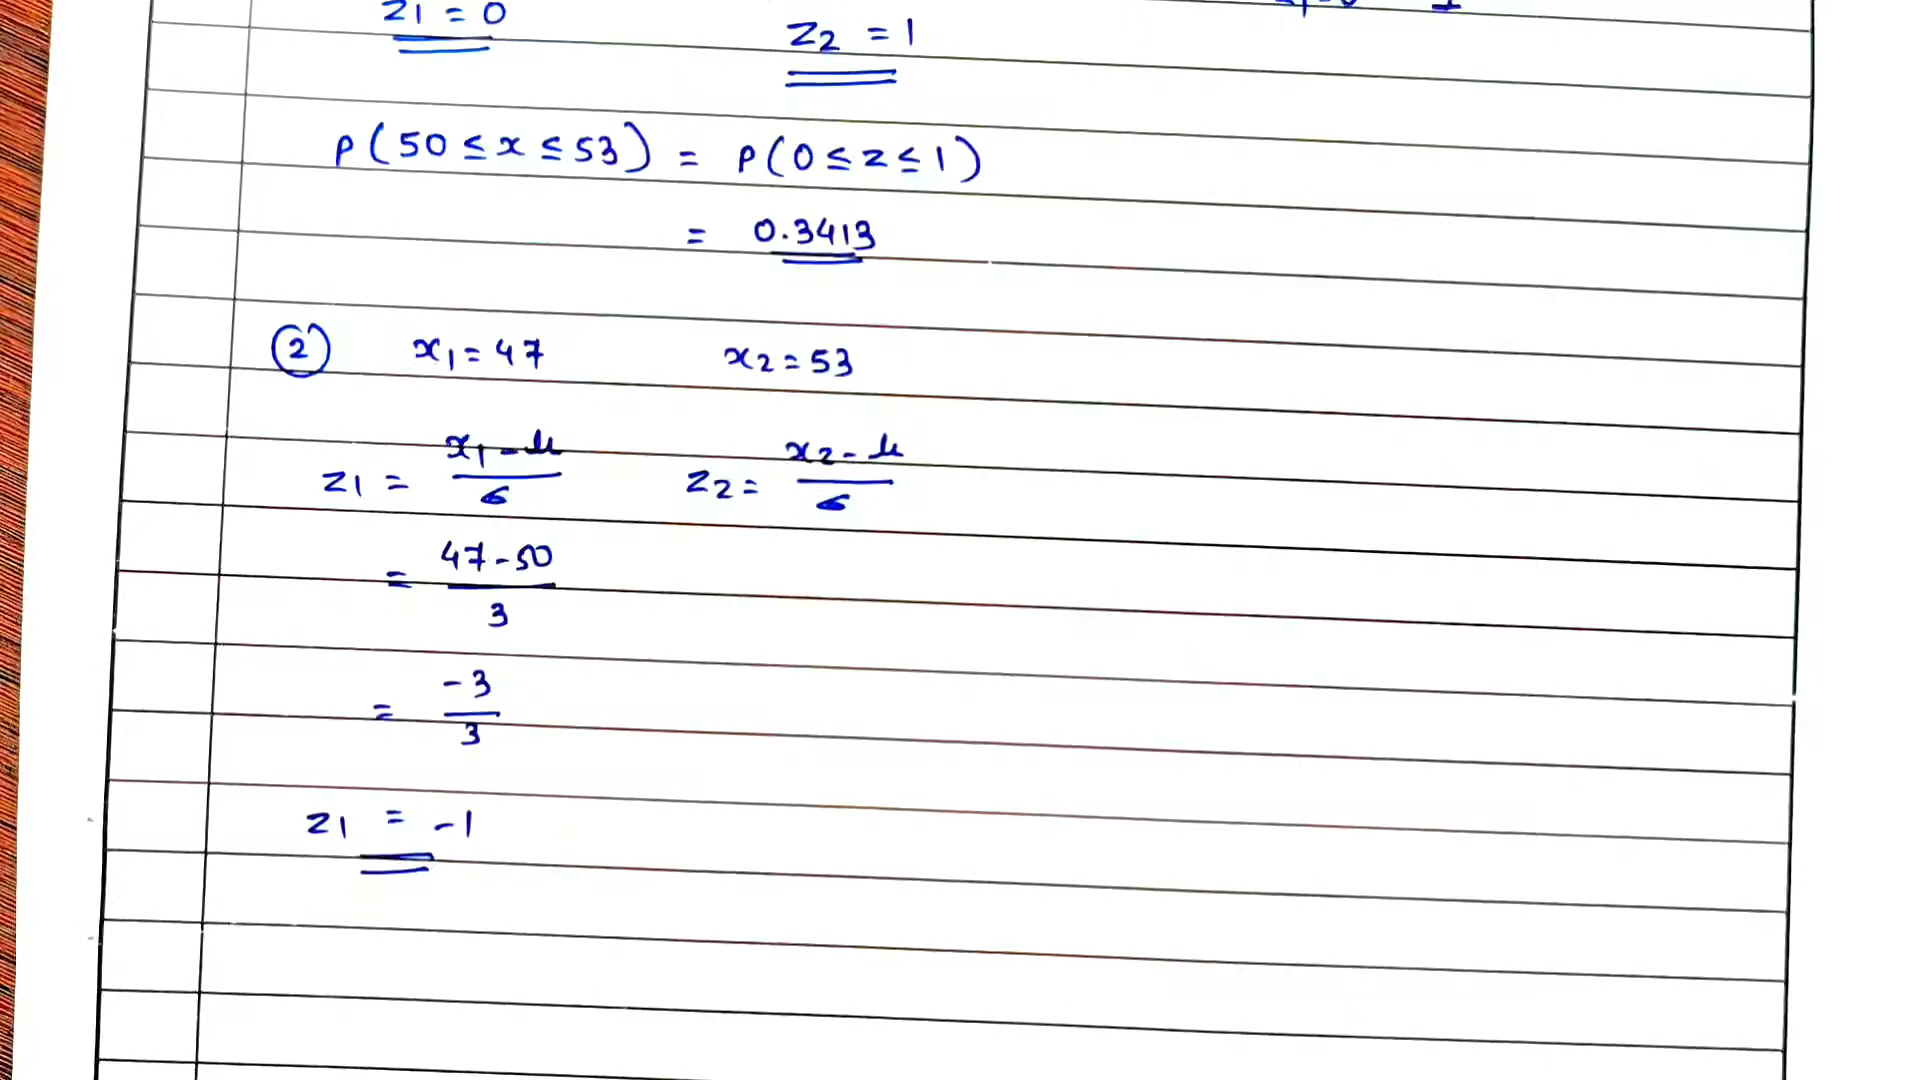 z1 = 0
z2 = 1
P(50 ≤ x ≤ 53) = P(0 ≤ z ≤ 1)
= 0.3413
② x1 = 47 x2 = 53
z1 = (x1 - μ)/σ z2 = (x2 - μ)/σ
= (47 - 50)/3
= -3/3
z1 = -1